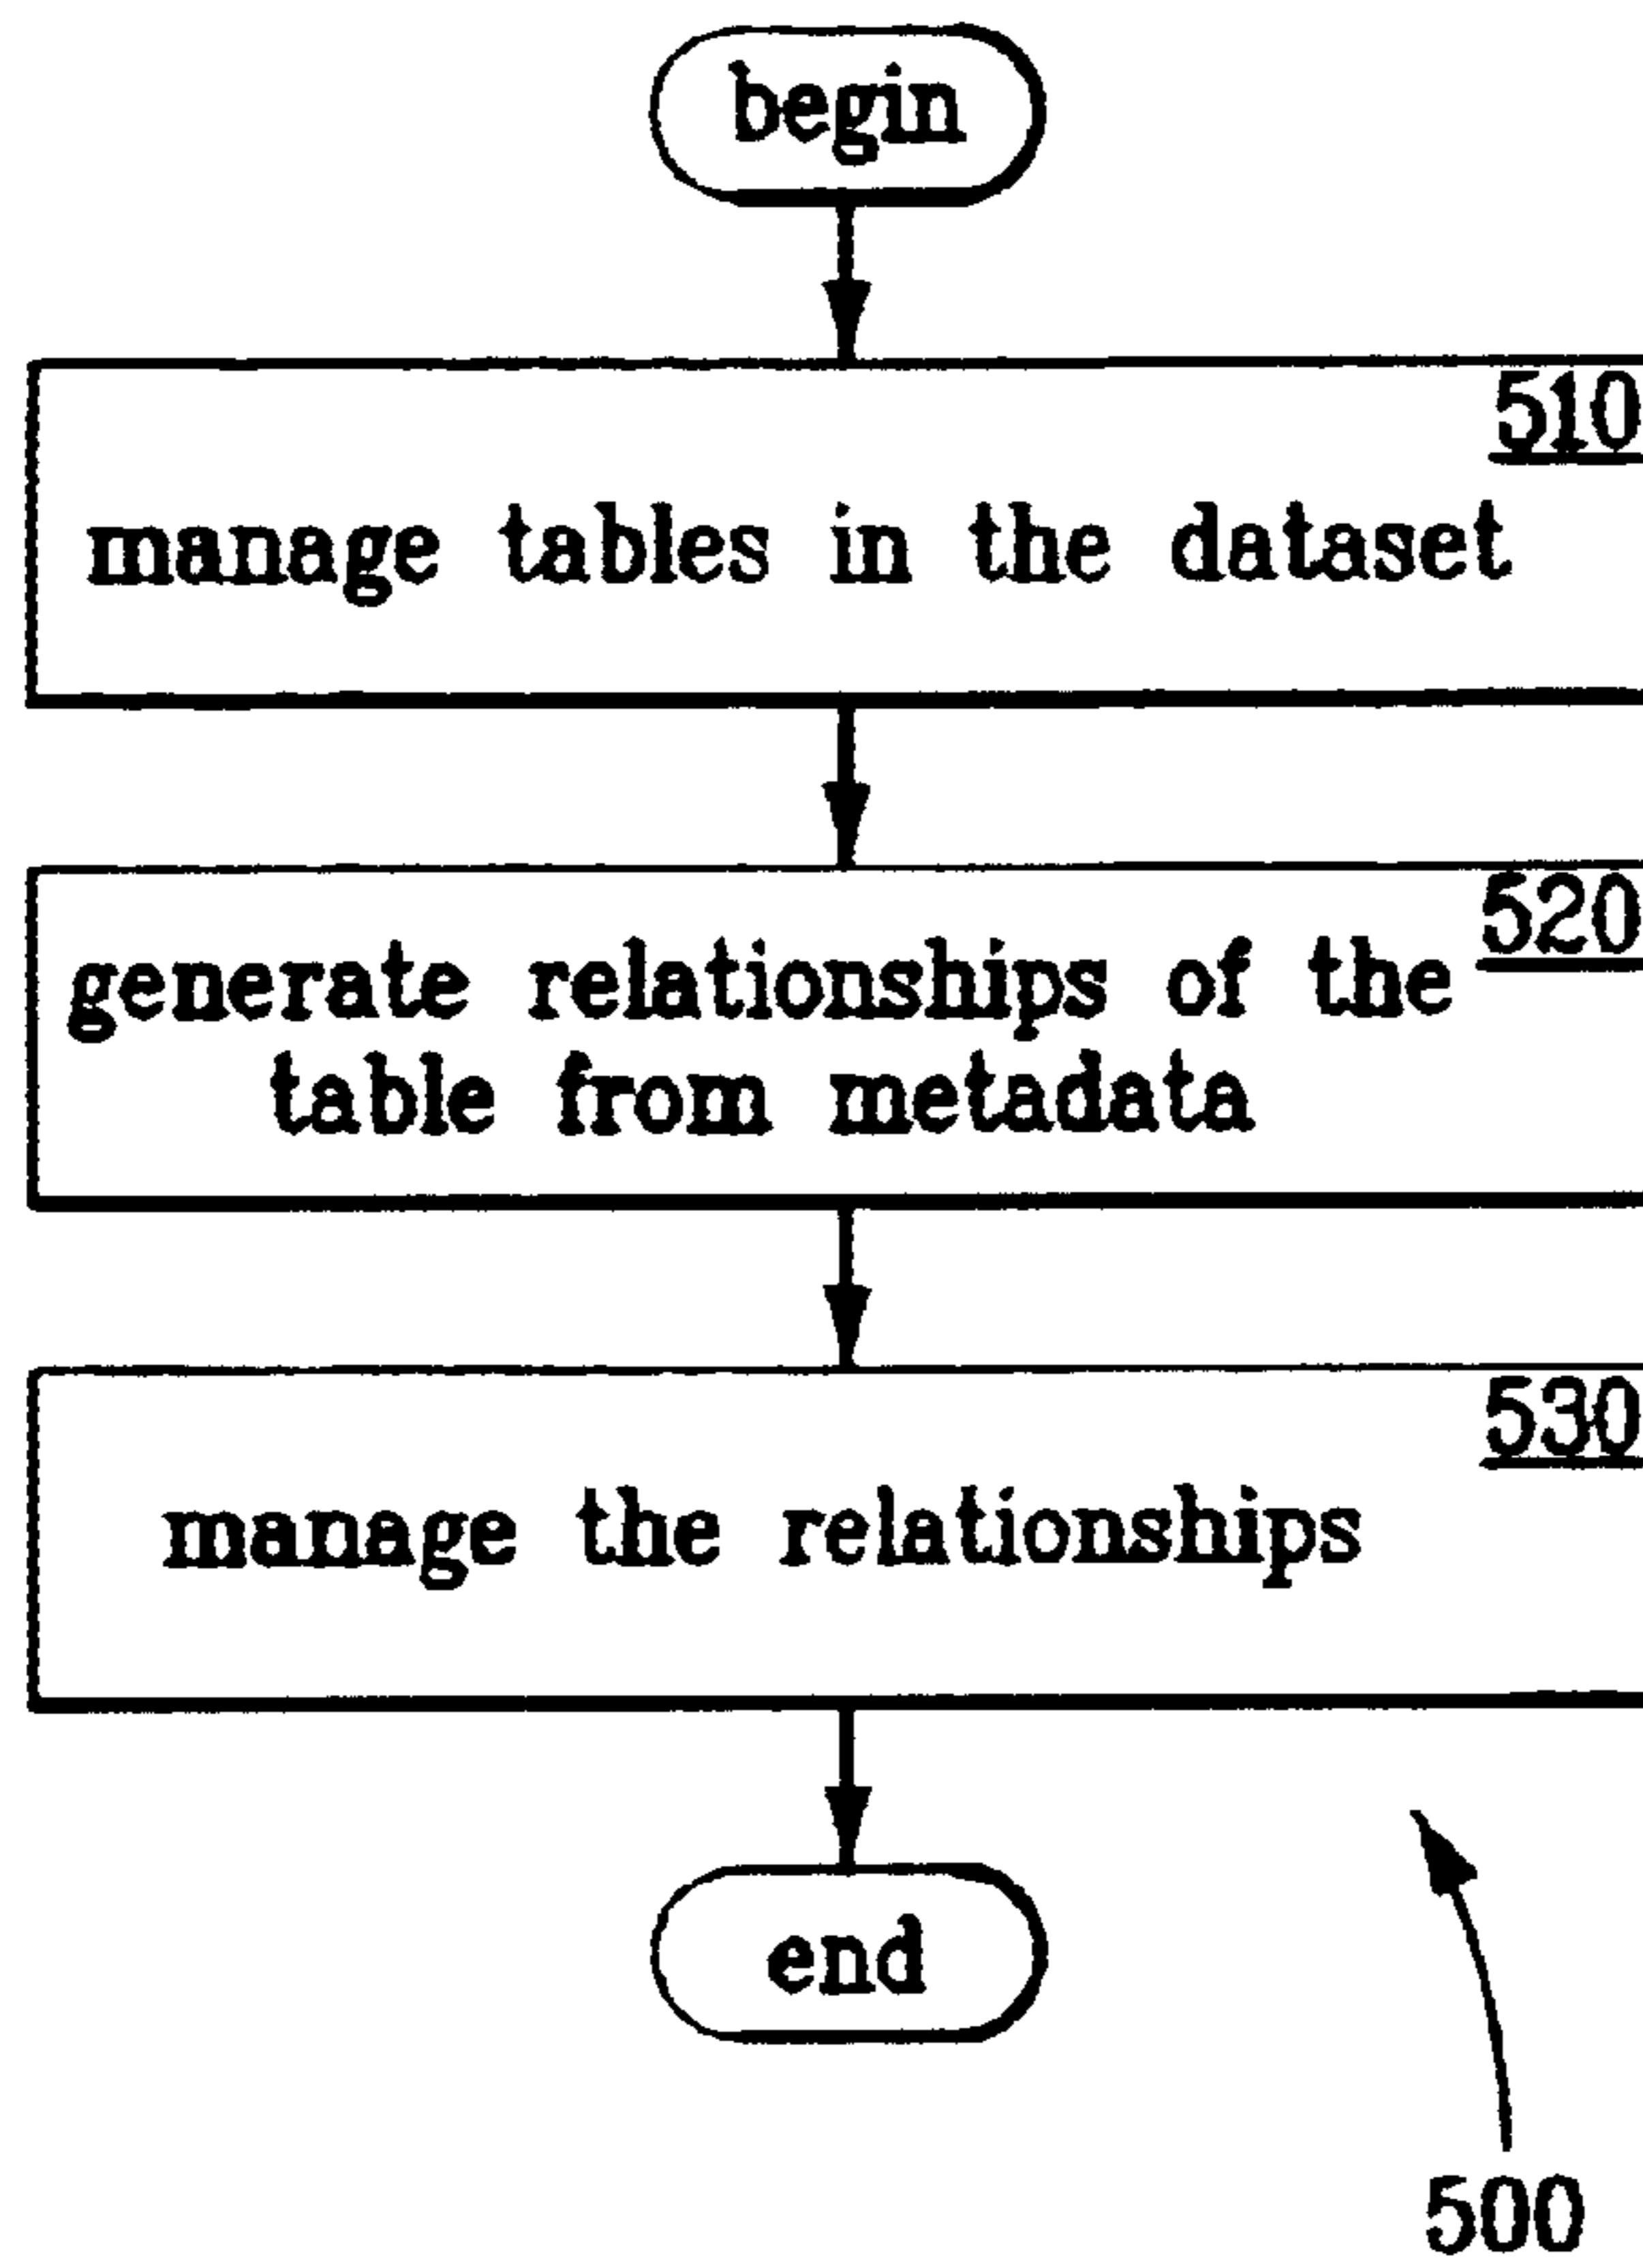 begin
510
manage tables in the dataset
520
generate relationships of the
table from metadata
530
manage the relationships
end
500